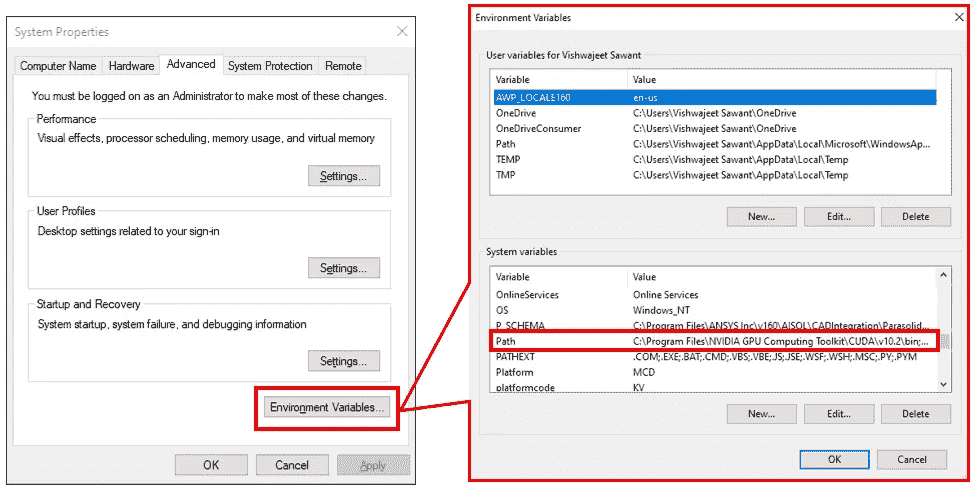 System Properties
Computer Name Hardware Advanced System Protection Remote
You must be logged on as an Administrator to make most of these changes.
Performance
Visual effects, processor scheduling, memory usage, and virtual memory
Settings...
User Profiles
Desktop settings related to your sign-in
Settings...
Startup and Recovery
System startup, system failure, and debugging information
Settings...
Environment Variables...
OK Cancel Apply
Environment Variables
User variables for Vishwajeet Sawant
Variable Value
AWP_LOCALE160 en-us
OneDrive C:\Users\Vishwajeet Sawant\OneDrive
OneDriveConsumer C:\Users\Vishwajeet Sawant\OneDrive
Path C:\Users\Vishwajeet Sawant\AppData\Local\Microsoft\WindowsAp...
TEMP C:\Users\Vishwajeet Sawant\AppData\Local\Temp
TMP C:\Users\Vishwajeet Sawant\AppData\Local\Temp
New... Edit... Delete
System variables
Variable Value
OnlineServices Online Services
OS Windows_NT
P_SCHEMA C:\Program Files\ANSYS Inc\v160\AISOL\CADIntegration\Parasolid...
Path C:\Program Files\NVIDIA GPU Computing Toolkit\CUDA\v10.2\bin;...
PATHEXT .COM;.EXE;.BAT;.CMD;.VBS;.VBE;.JS;.JSE;.WSF;.WSH;.MSC;.PY;.PYM
Platform MCD
platformcode KV
New... Edit... Delete
OK Cancel